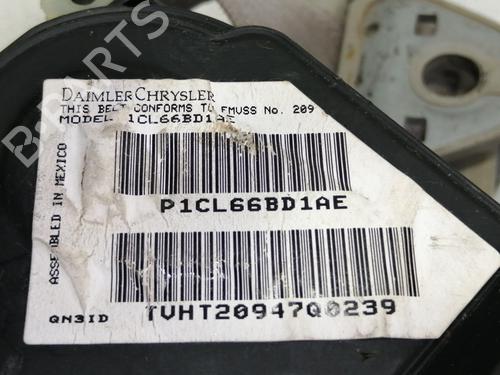 DAIMLERCHRYSLER
THIS BELT CONFORMS TO FMVSS No. 209
MODEL 1CL66BD1AE
P1CL66BD1AE
ASSEMBLED IN MEXICO
TVHT20947Q0239
QN3ID
B-PARTS